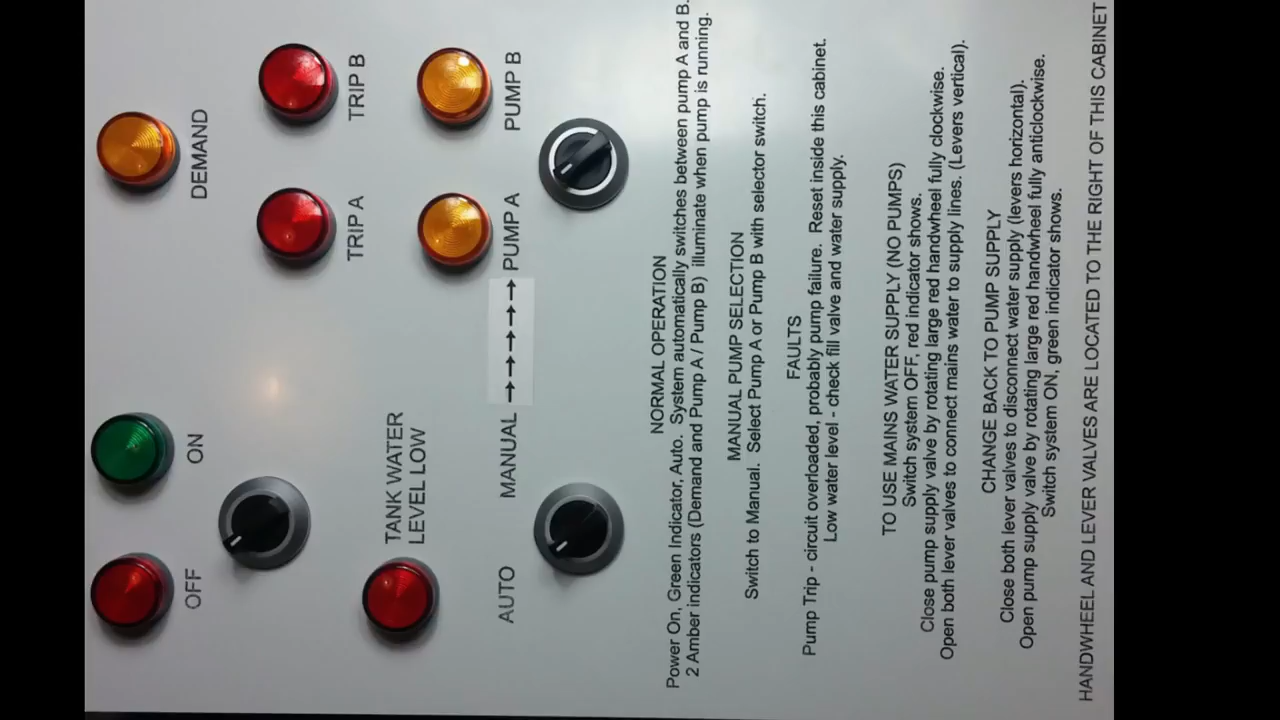 DEMAND
OFF ON
TRIP A TRIP B
TANK WATER
LEVEL LOW
AUTO MANUAL →→→→→ PUMP A PUMP B
NORMAL OPERATION
Power On, Green Indicator, Auto. System automatically switches between pump A and B.
2 Amber indicators (Demand and Pump A / Pump B) illuminate when pump is running.
MANUAL PUMP SELECTION
Switch to Manual. Select Pump A or Pump B with selector switch.
FAULTS
Pump Trip - circuit overloaded, probably pump failure. Reset inside this cabinet.
Low water level - check fill valve and water supply.
TO USE MAINS WATER SUPPLY (NO PUMPS)
Switch system OFF, red indicator shows.
Close pump supply valve by rotating large red handwheel fully clockwise.
Open both lever valves to connect mains water to supply lines. (Levers vertical).
CHANGE BACK TO PUMP SUPPLY
Close both lever valves to disconnect water supply (levers horizontal).
Open pump supply valve by rotating large red handwheel fully anticlockwise.
Switch system ON, green indicator shows.
HANDWHEEL AND LEVER VALVES ARE LOCATED TO THE RIGHT OF THIS CABINET